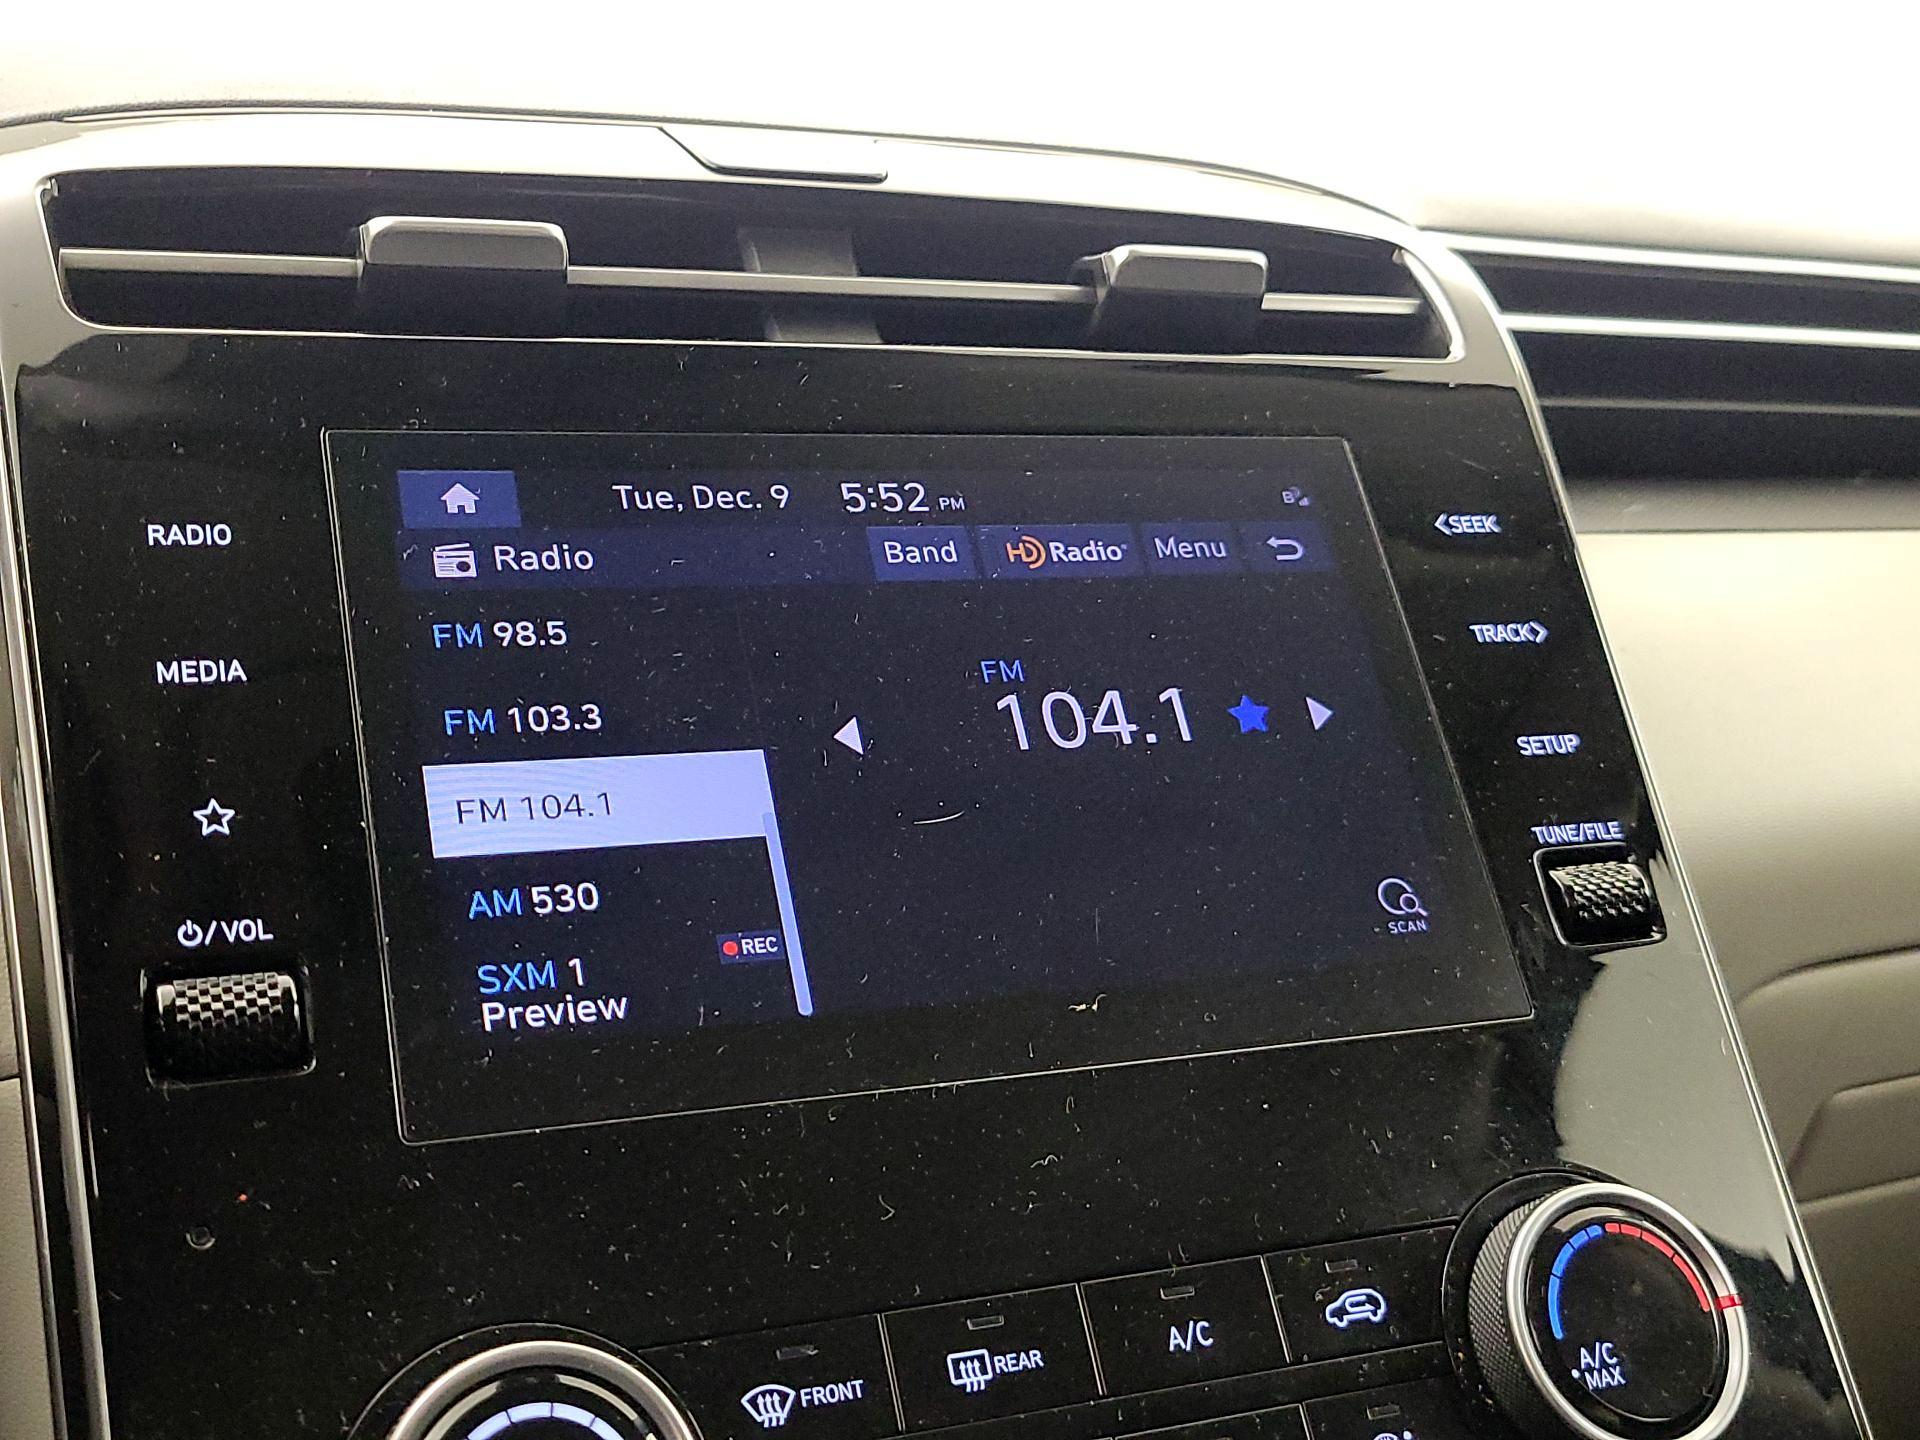 Tue, Dec. 9 5:52 PM
Radio Band HD Radio Menu
FM 98.5
FM 103.3
FM 104.1
AM 530
REC
SXM 1
Preview
FM
104.1
SCAN
RADIO
MEDIA
/VOL
<SEEK
TRACK>
SETUP
TUNE/FILE
FRONT
REAR
A/C
A/C
MAX